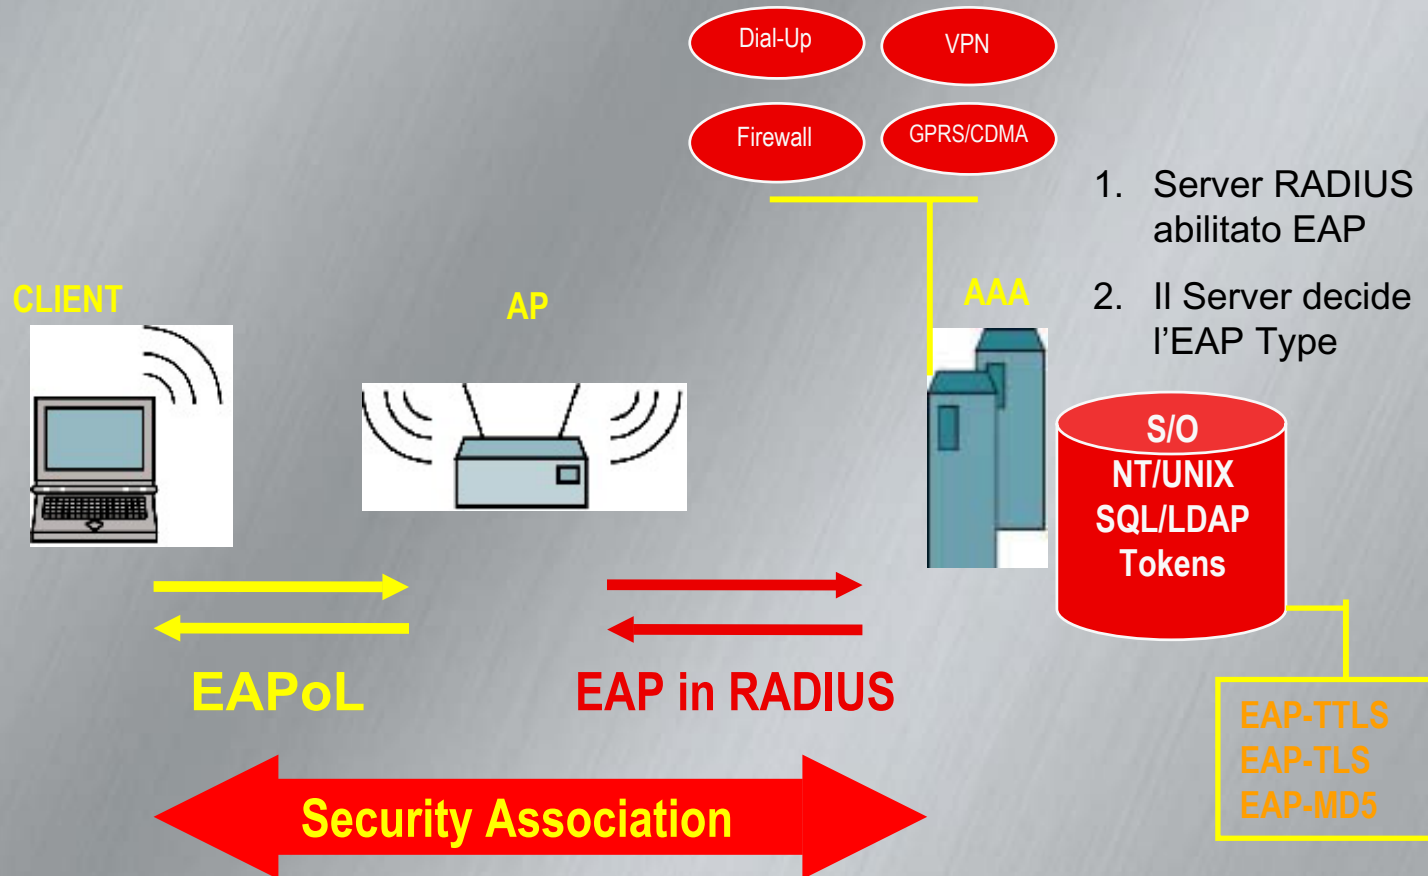 Dial-Up
VPN
Firewall
GPRS/CDMA
1. Server RADIUS
abilitato EAP
2. Il Server decide
l’EAP Type
CLIENT
AP
AAA
S/O
NT/UNIX
SQL/LDAP
Tokens
EAPoL
EAP in RADIUS
EAP-TTLS
EAP-TLS
EAP-MD5
Security Association